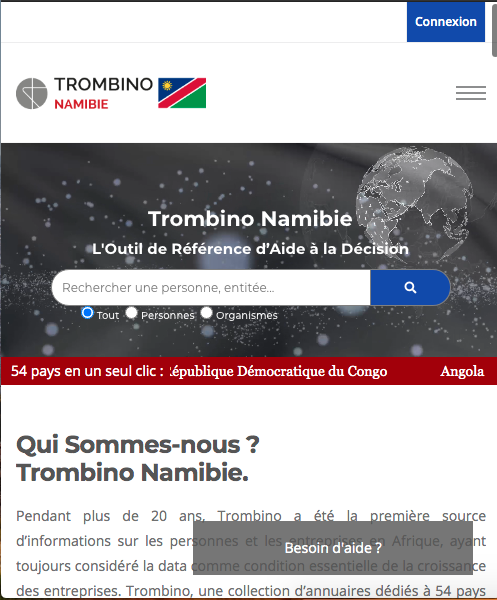 Connexion
TROMBINO
NAMIBIE
Trombino Namibie
L'Outil de Référence d'Aide à la Décision
Rechercher une personne, entitée...
Tout Personnes Organismes
54 pays en un seul clic : République Démocratique du Congo Angola
Qui Sommes-nous ?
Trombino Namibie.
Pendant plus de 20 ans, Trombino a été la première source
d'informations sur les personnes et les entreprises en Afrique, ayant
Besoin d'aide ?
toujours considéré la data comme condition essentielle de la croissance
des entreprises. Trombino, une collection d'annuaires dédiés à 54 pays